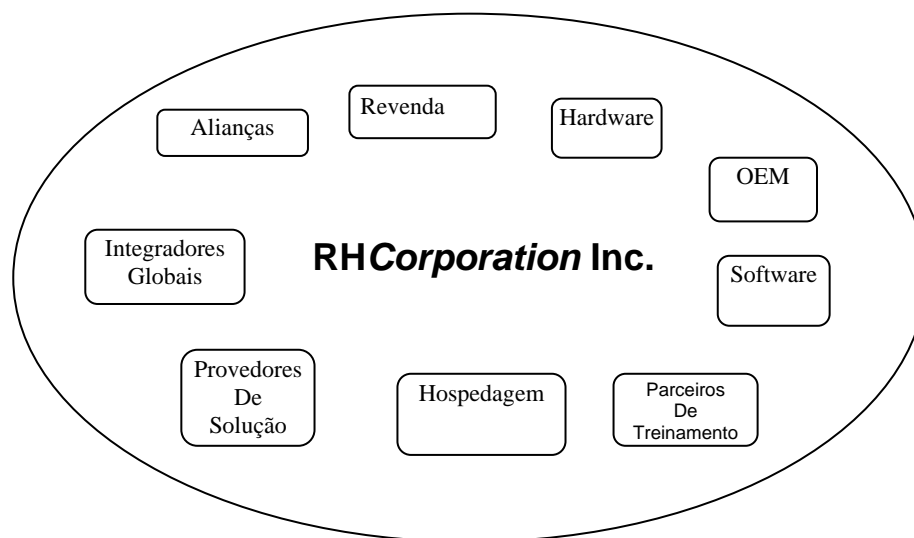 Alianças
Revenda
Hardware
OEM
Integradores
Globais
RHCorporation Inc.
Software
Provedores
De
Solução
Hospedagem
Parceiros
De
Treinamento